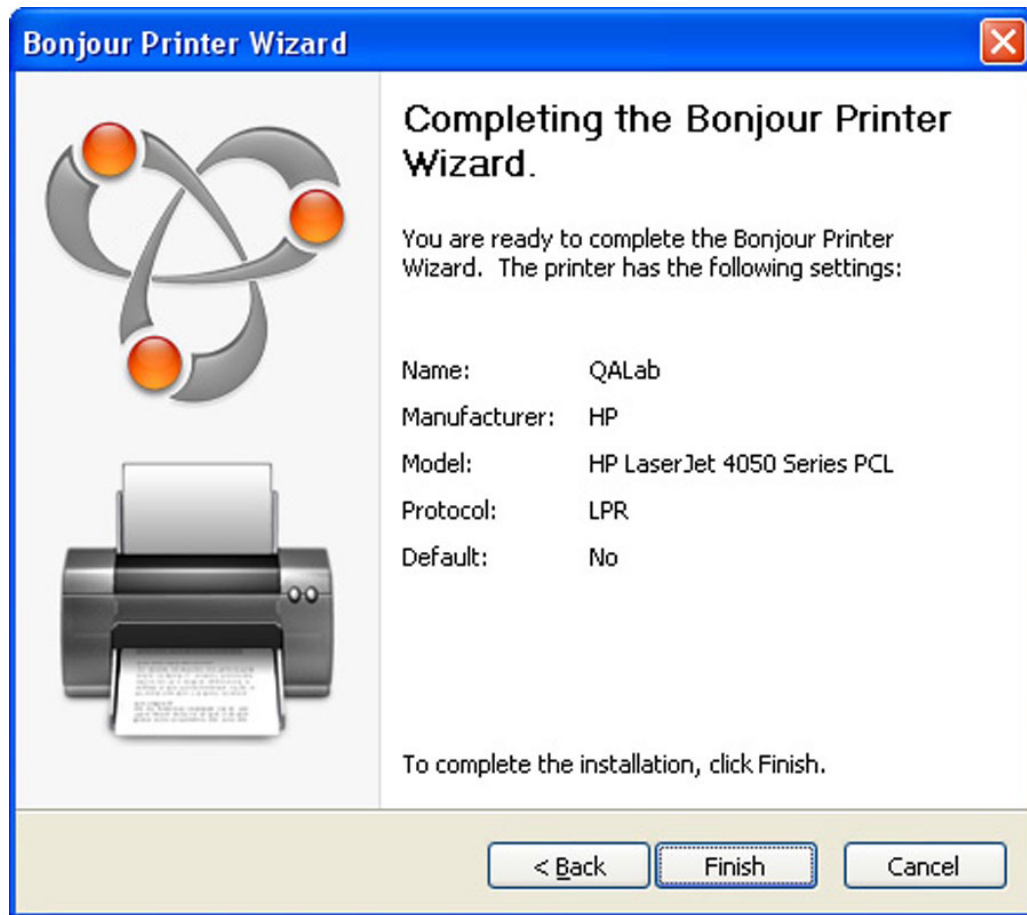 Bonjour Printer Wizard
Completing the Bonjour Printer
Wizard.
You are ready to complete the Bonjour Printer
Wizard. The printer has the following settings:
Name: QALab
Manufacturer: HP
Model: HP LaserJet 4050 Series PCL
Protocol: LPR
Default: No
To complete the installation, click Finish.
< Back Finish Cancel